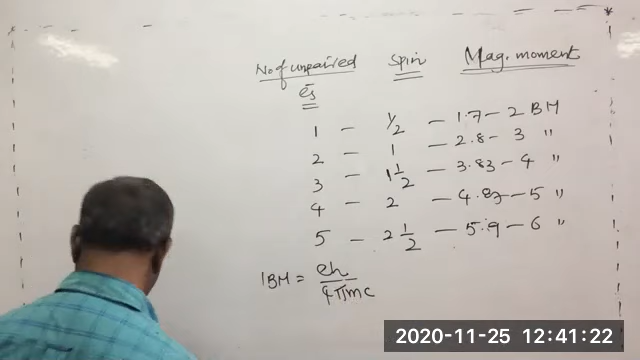 No of unpaired es Spin Mag. moment
1 - 1/2 - 1.7 - 2 BM
2 - 1 - 2.8 - 3 "
3 - 1 1/2 - 3.83 - 4 "
4 - 2 - 4.87 - 5 "
5 - 2 1/2 - 5.9 - 6 "
1BM = eh/4πmc
2020-11-25 12:41:22